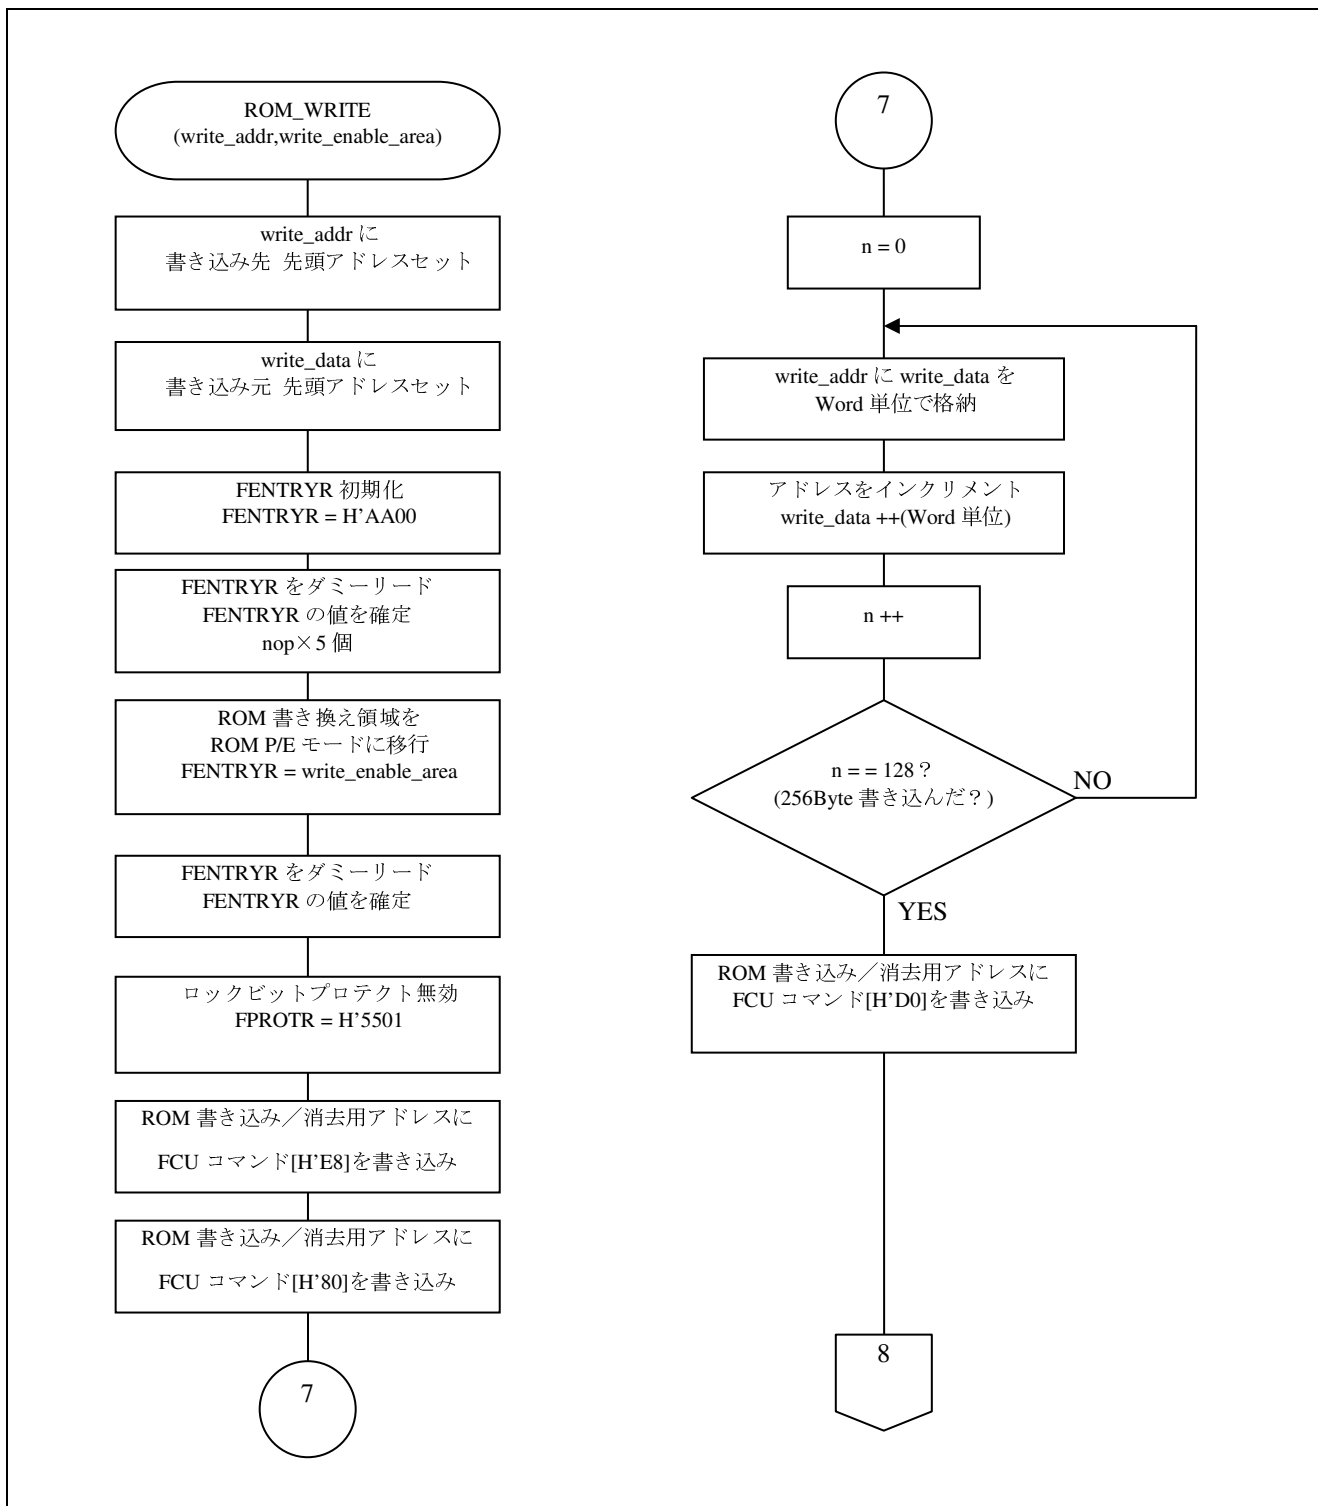 ROM_WRITE
(write_addr,write_enable_area)
write_addr に
書き込み先 先頭アドレスセット
write_data に
書き込み元 先頭アドレスセット
FENTRYR 初期化
FENTRYR = H’AA00
FENTRYR をダミーリード
FENTRYR の値を確定
nop×5 個
ROM 書き換え領域を
ROM P/E モードに移行
FENTRYR = write_enable_area
FENTRYR をダミーリード
FENTRYR の値を確定
ロックビットプロテクト無効
FPROTR = H’5501
ROM 書き込み／消去用アドレスに
FCU コマンド[H’E8]を書き込み
ROM 書き込み／消去用アドレスに
FCU コマンド[H’80]を書き込み
7
7
n = 0
write_addr に write_data を
Word 単位で格納
アドレスをインクリメント
write_data ++(Word 単位)
n ++
n = = 128？
(256Byte 書き込んだ？)
NO
YES
ROM 書き込み／消去用アドレスに
FCU コマンド[H’D0]を書き込み
8